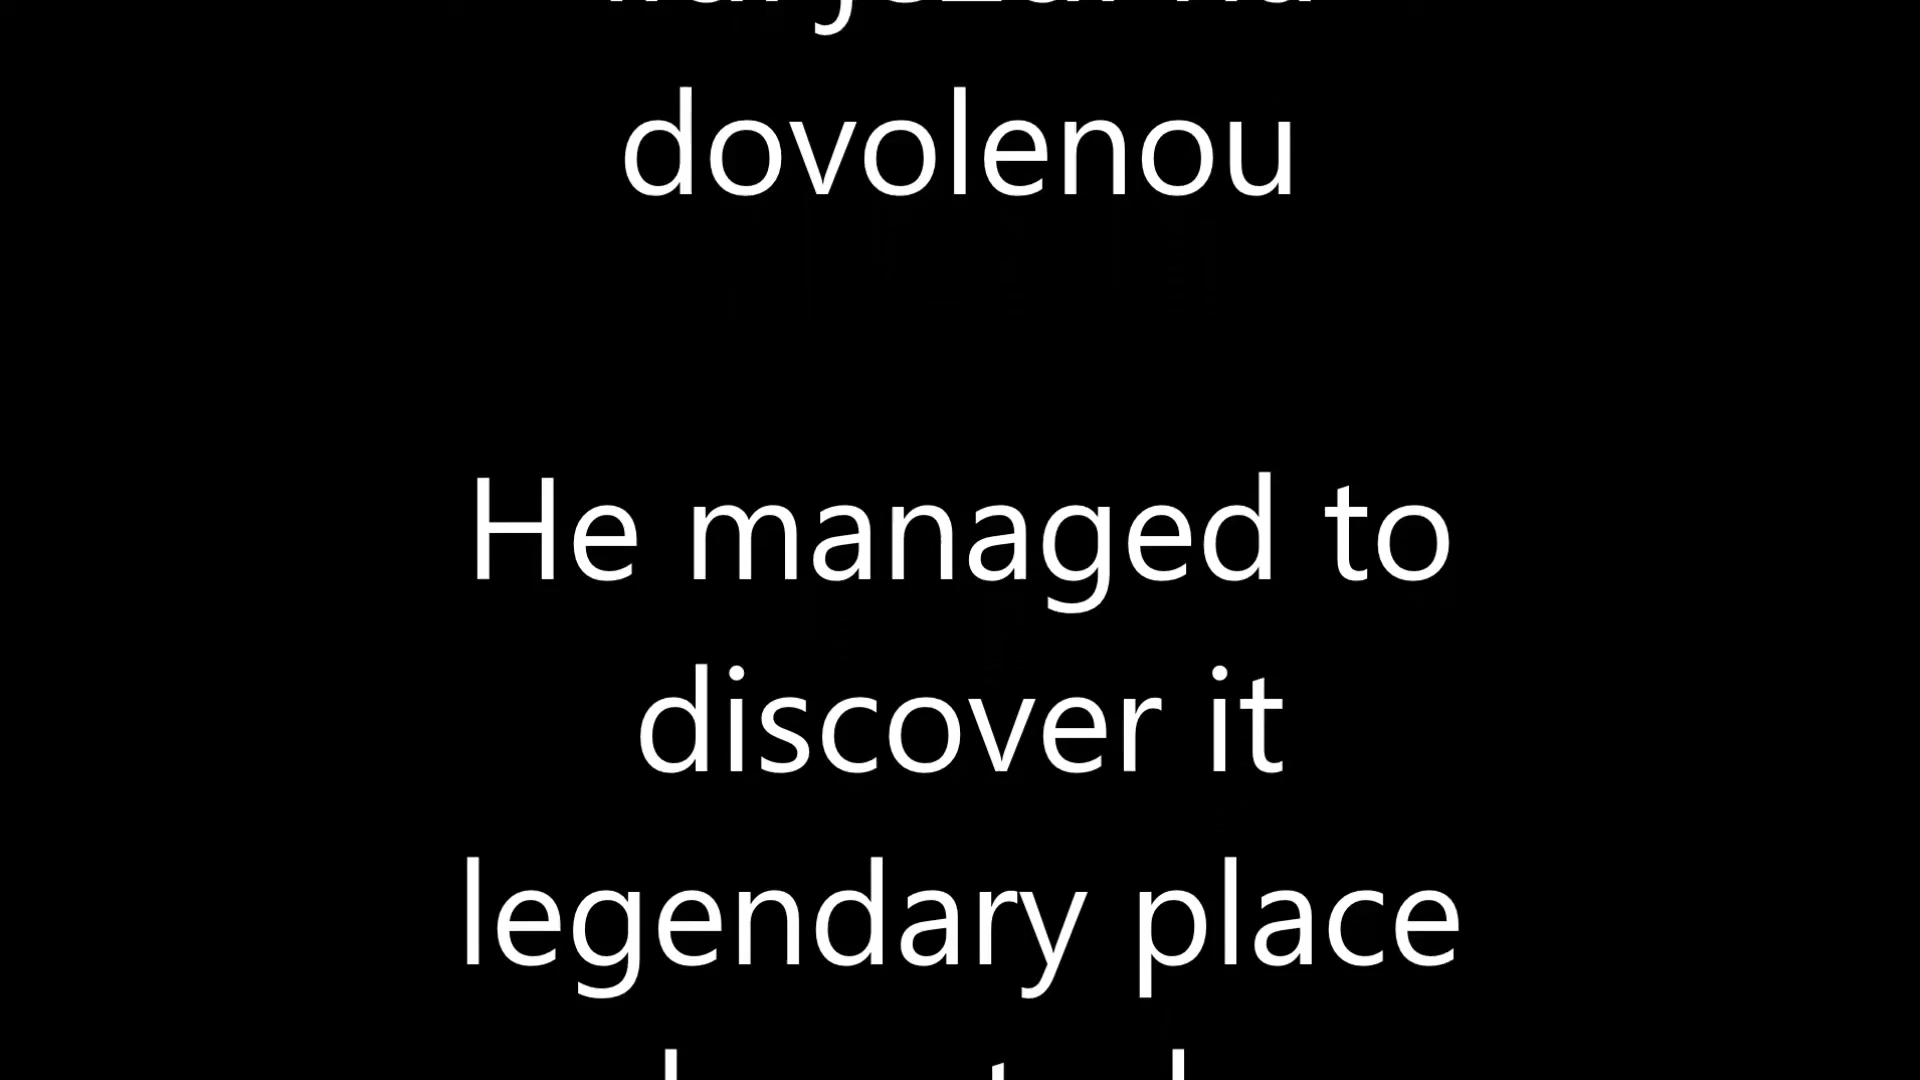 dovolenou
He managed to
discover it
legendary place